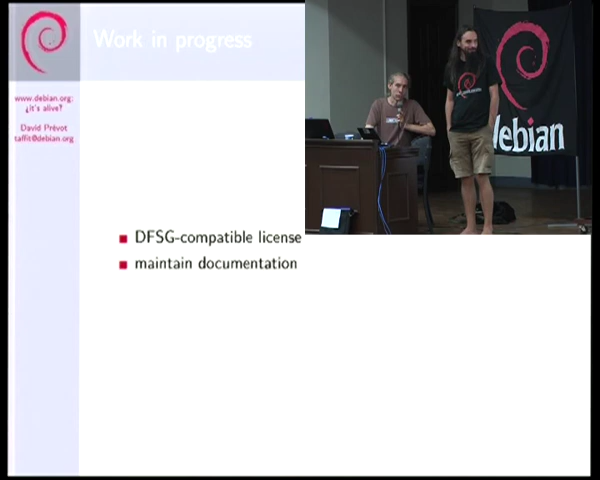 Work in progress
www.debian.org:
¿it's alive?
David Prévot
taffit@debian.org
DFSG-compatible license
maintain documentation
debian